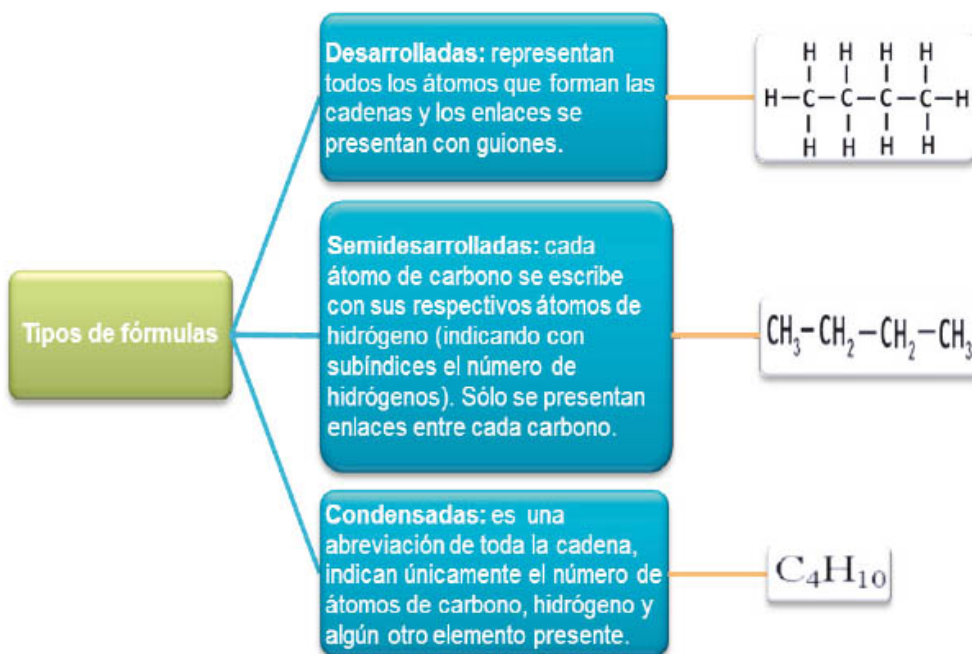 Tipos de fórmulas
Desarrolladas: representan
todos los átomos que forman las
cadenas y los enlaces se
presentan con guiones.
H H H H
H-C-C-C-C-H
H H H H
Semidesarrolladas: cada
átomo de carbono se escribe
con sus respectivos átomos de
hidrógeno (indicando con
subíndices el número de
hidrógenos). Sólo se presentan
enlaces entre cada carbono.
CH₃-CH₂-CH₂-CH₃
Condensadas: es una
abreviación de toda la cadena,
indican únicamente el número de
átomos de carbono, hidrógeno y
algún otro elemento presente.
C₄H₁₀